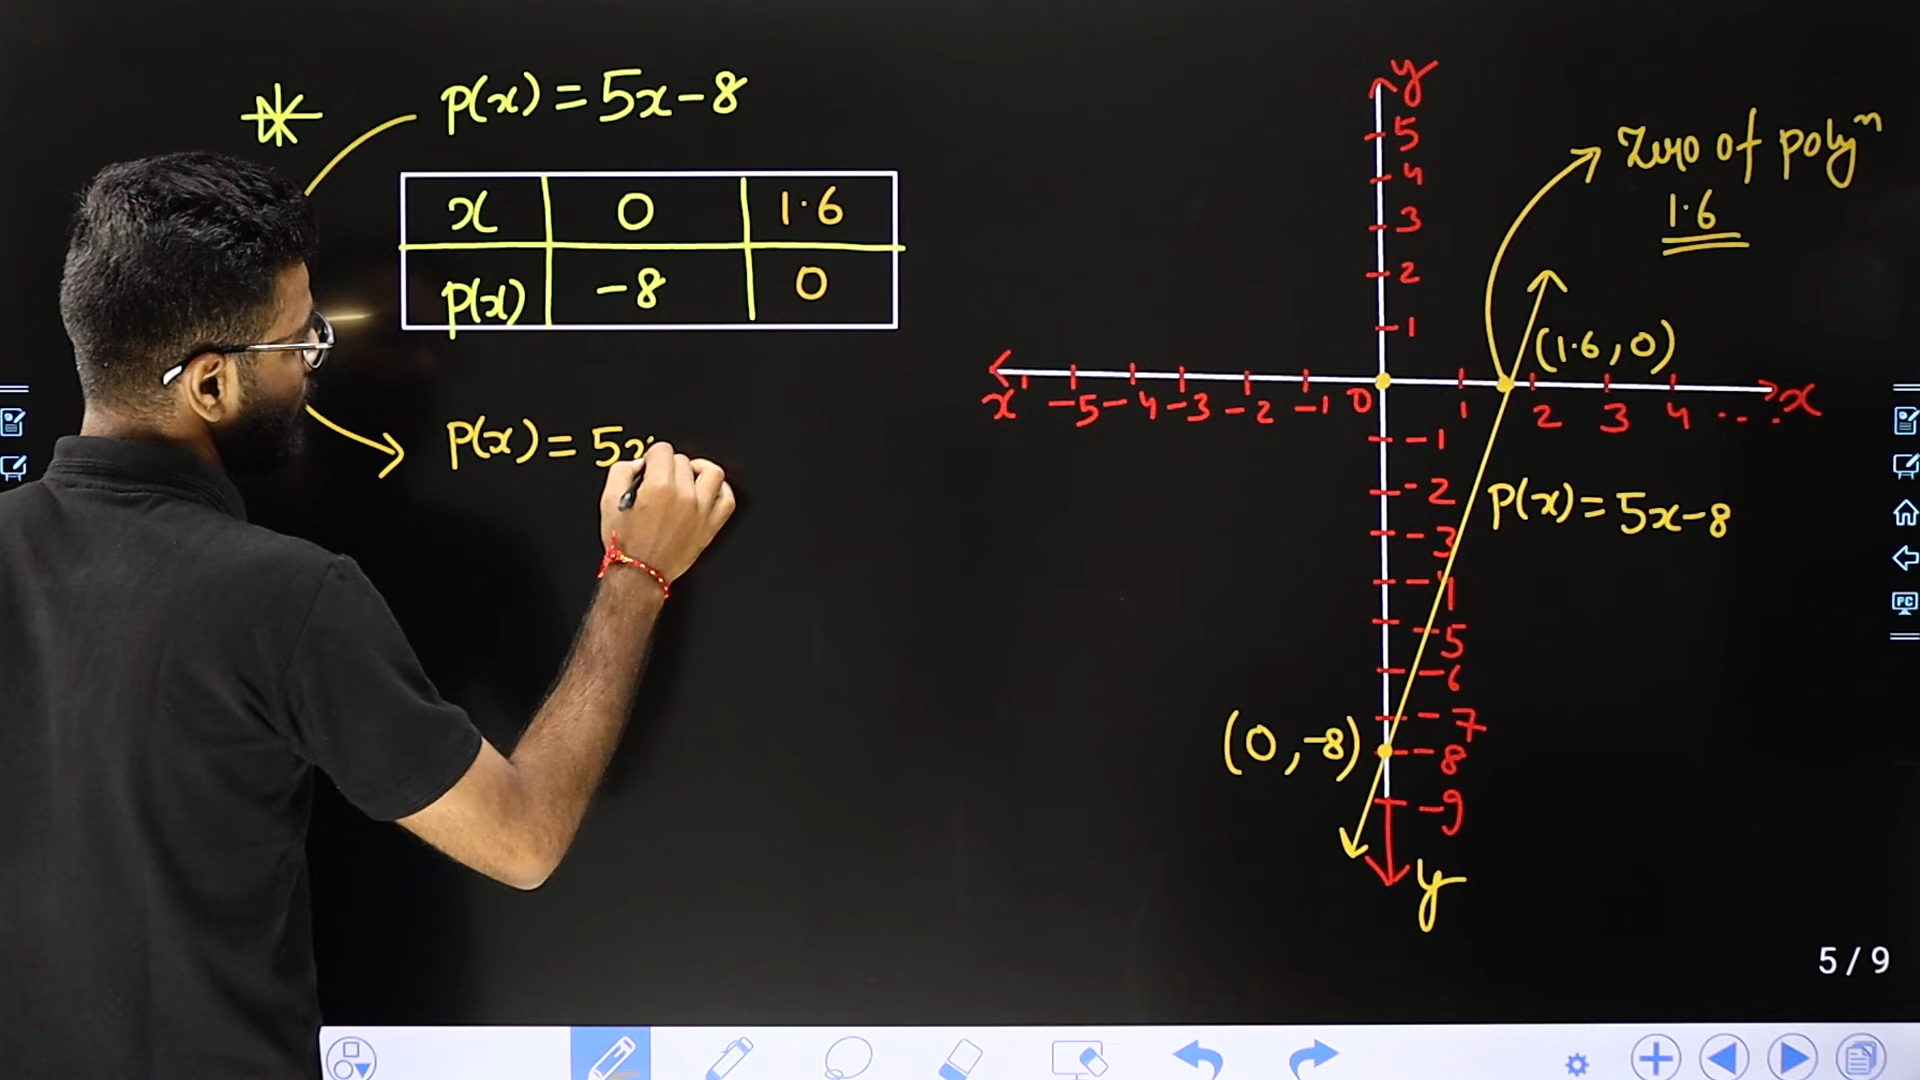 p(x) = 5x-8
x 0 1.6
p(x) -8 0
P(x) = 5x
y
5
4
3
2
1
Zero of polyⁿ
1.6
(1.6, 0)
x' -5 -4 -3 -2 -1 0 1 2 3 4 ... x
-1
-2
-3
-4
-5
-6
-7
-8
-9
P(x) = 5x-8
(0, -8)
y
5 / 9
PC